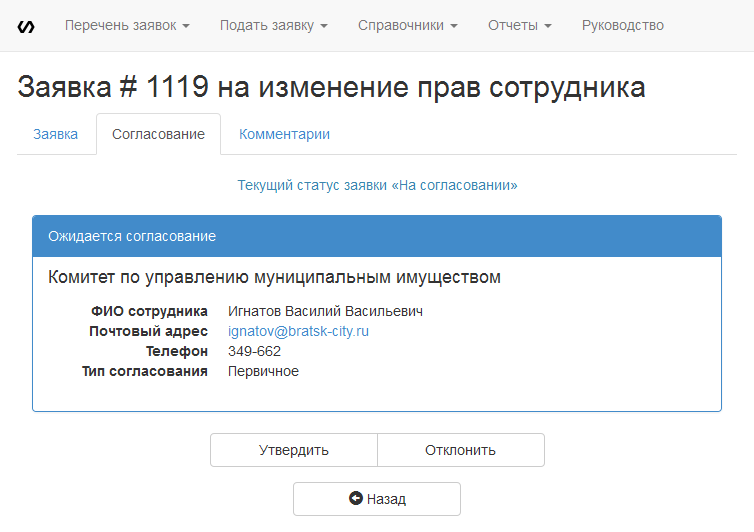 Перечень заявок Подать заявку Справочники Отчеты Руководство
Заявка # 1119 на изменение прав сотрудника
Заявка Согласование Комментарии
Текущий статус заявки «На согласовании»
Ожидается согласование
Комитет по управлению муниципальным имуществом
ФИО сотрудника Игнатов Василий Васильевич
Почтовый адрес ignatov@bratsk-city.ru
Телефон 349-662
Тип согласования Первичное
Утвердить Отклонить
Назад